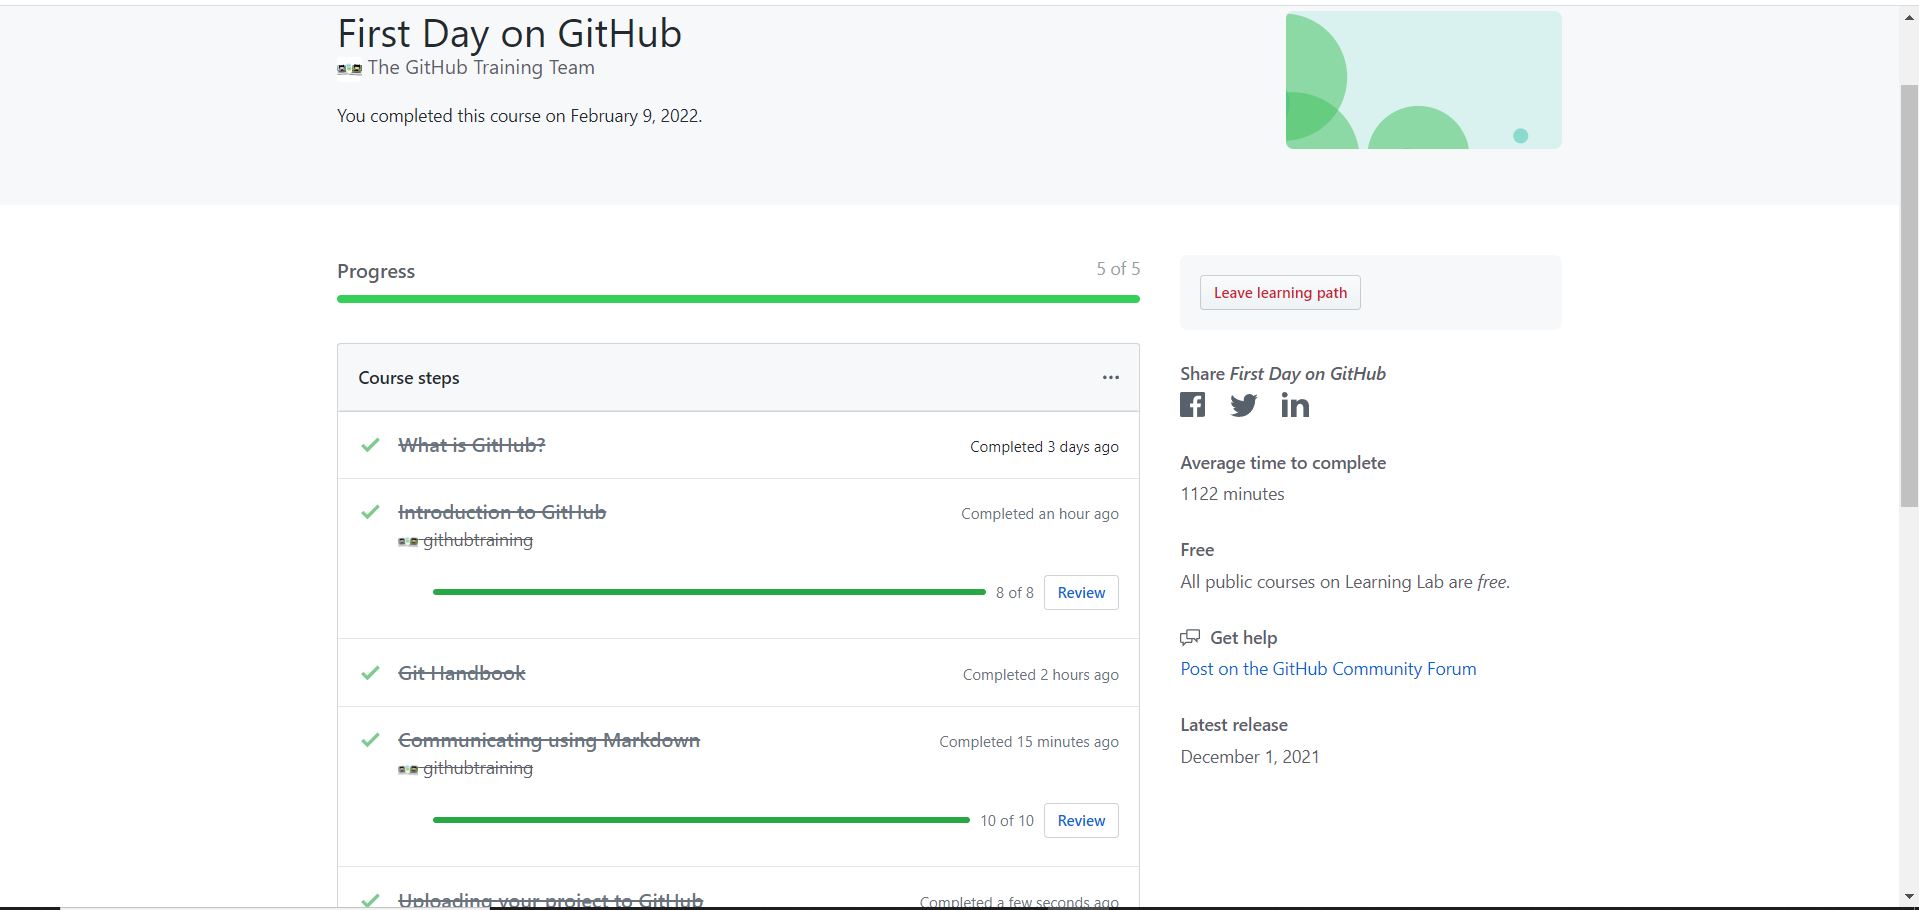 First Day on GitHub
The GitHub Training Team
You completed this course on February 9, 2022.
Progress
5 of 5
Course steps
What is GitHub?
Completed 3 days ago
Introduction to GitHub
Completed an hour ago
githubtraining
8 of 8
Review
Git Handbook
Completed 2 hours ago
Communicating using Markdown
Completed 15 minutes ago
githubtraining
10 of 10
Review
Uploading your project to GitHub
Completed a few seconds ago
Leave learning path
Share First Day on GitHub
Average time to complete
1122 minutes
Free
All public courses on Learning Lab are free.
Get help
Post on the GitHub Community Forum
Latest release
December 1, 2021